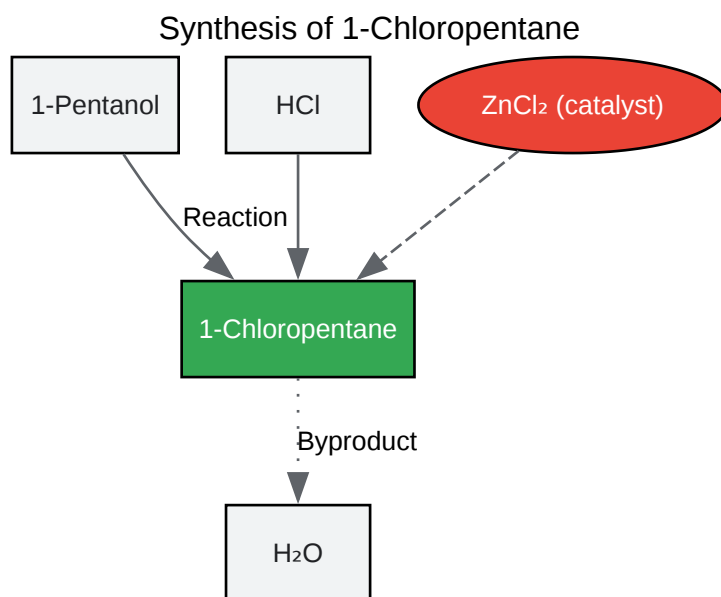 Synthesis of 1-Chloropentane
1-Pentanol
HCl
ZnCl₂ (catalyst)
Reaction
1-Chloropentane
Byproduct
H₂O